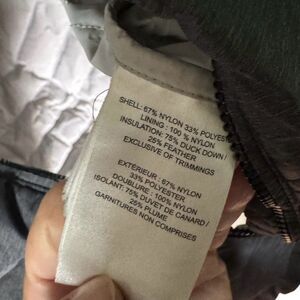 SHELL: 67% NYLON 33% POLYES
LINING : 100 % NYLON
INSULATION: 75% DUCK DOWN /
25% FEATHER
EXCLUSIVE OF TRIMMINGS
EXTÉRIEUR : 67% NYLON
33% POLYESTER
DOUBLURE : 100% NYLON
ISOLANT: 75% DUVET DE CANARD /
25% PLUME
GARNITURES NON COMPRISES